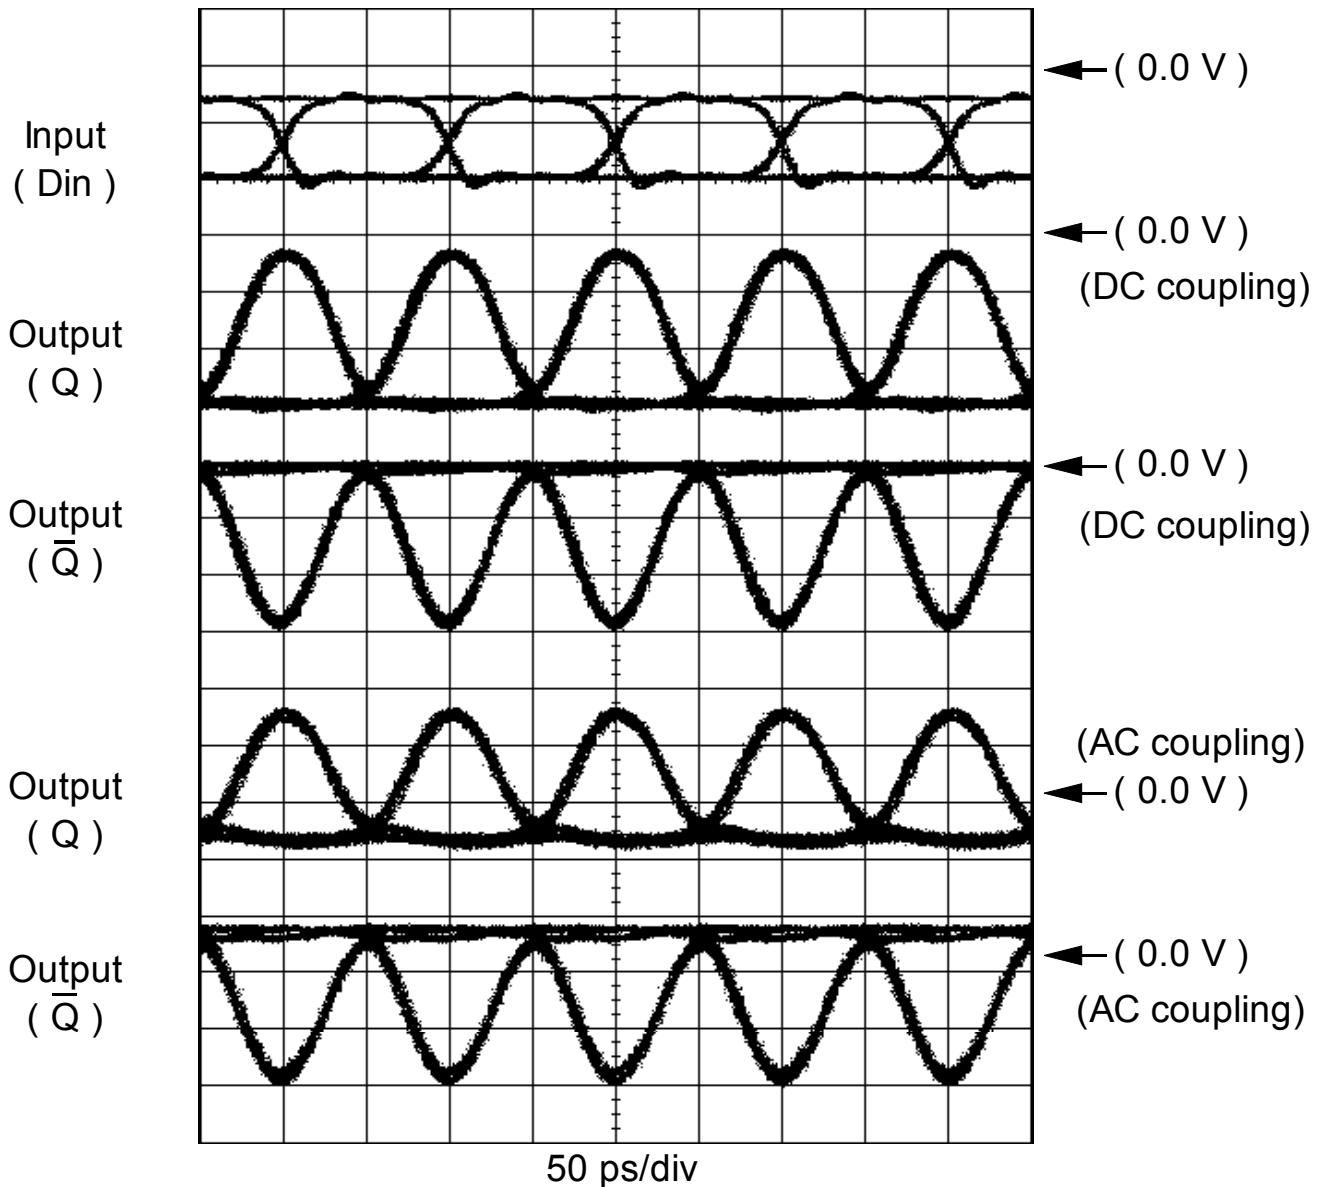 ( 0.0 V )
Input
( Din )
( 0.0 V )
(DC coupling)
Output
( Q )
( 0.0 V )
Output
( Q̅ )
(DC coupling)
(AC coupling)
Output
( Q )
( 0.0 V )
Output
( Q̅ )
( 0.0 V )
(AC coupling)
50 ps/div